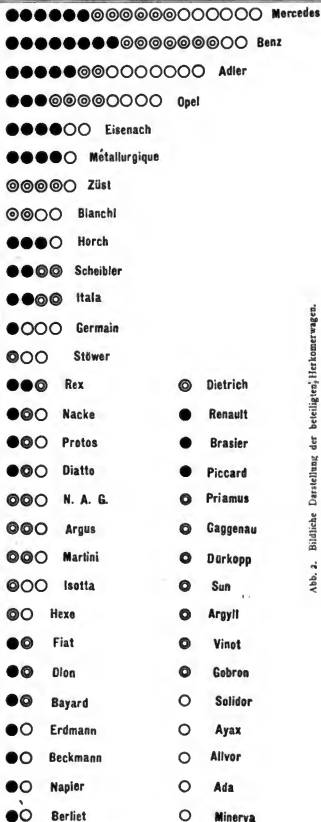 Mercedes
Benz
Adler
Opel
Eisenach
Métallurgique
Züst
Bianchi
Horch
Scheibler
Itala
Germain
Stöwer
Rex
Nacke
Protos
Diatto
N. A. G.
Argus
Martini
Isotta
Hexe
Fiat
Dion
Bayard
Erdmann
Beckmann
Napier
Berliet
Dietrich
Renault
Brasier
Piccard
Priamus
Gaggenau
Dürkopp
Sun
Argyll
Vinot
Gobron
Solidor
Ayax
Allvor
Ada
Minerva
Abb. 2. Bildliche Darstellung der beteiligten Herkomerwagen.